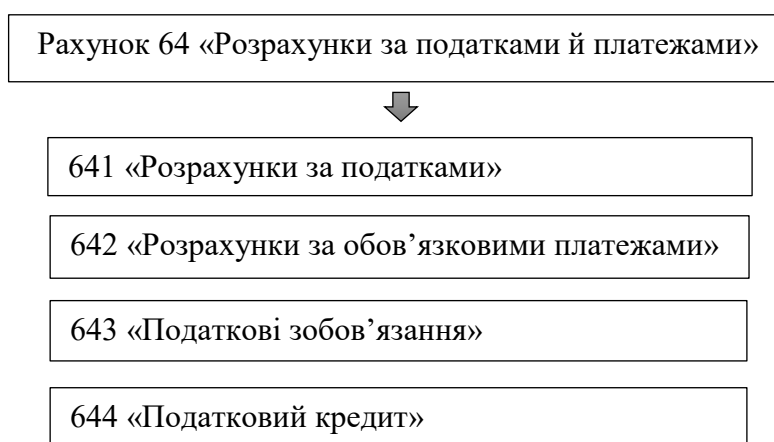 Рахунок 64 «Розрахунки за податками й платежами»
641 «Розрахунки за податками»
642 «Розрахунки за обов’язковими платежами»
643 «Податкові зобов’язання»
644 «Податковий кредит»